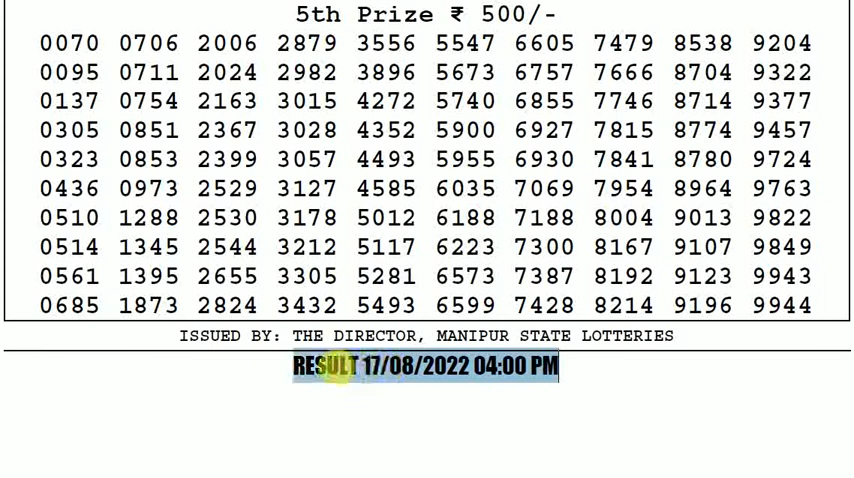 5th Prize ₹ 500/-
0070 0706 2006 2879 3556 5547 6605 7479 8538 9204
0095 0711 2024 2982 3896 5673 6757 7666 8704 9322
0137 0754 2163 3015 4272 5740 6855 7746 8714 9377
0305 0851 2367 3028 4352 5900 6927 7815 8774 9457
0323 0853 2399 3057 4493 5955 6930 7841 8780 9724
0436 0973 2529 3127 4585 6035 7069 7954 8964 9763
0510 1288 2530 3178 5012 6188 7188 8004 9013 9822
0514 1345 2544 3212 5117 6223 7300 8167 9107 9849
0561 1395 2655 3305 5281 6573 7387 8192 9123 9943
0685 1873 2824 3432 5493 6599 7428 8214 9196 9944
ISSUED BY: THE DIRECTOR, MANIPUR STATE LOTTERIES
RESULT 17/08/2022 04:00 PM